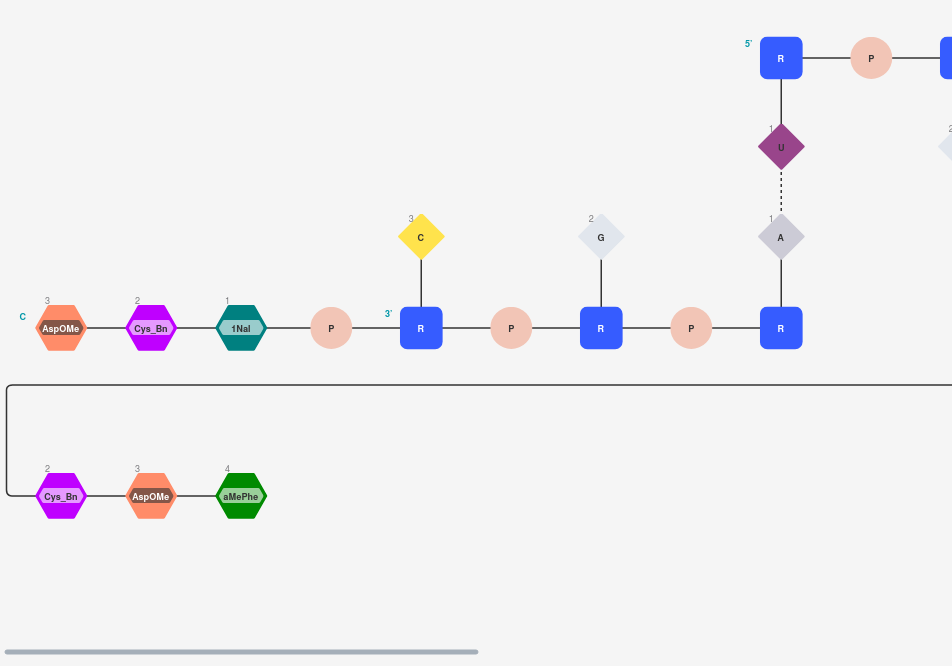 5' R P
1 2
U
3 2 1
C G A
3 2 1
C AspOMe Cys_Bn 1Nal P 3' R P R P R
2 3 4
Cys_Bn AspOMe aMePhe